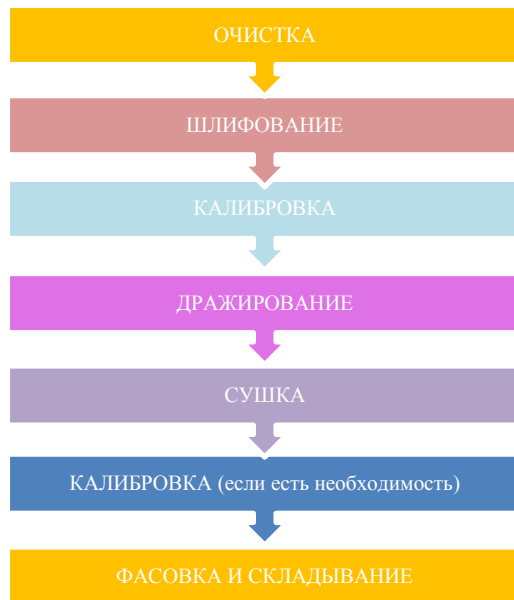 ОЧИСТКА
ШЛИФОВАНИЕ
КАЛИБРОВКА
ДРАЖИРОВАНИЕ
СУШКА
КАЛИБРОВКА (если есть необходимость)
ФАСОВКА И СКЛАДЫВАНИЕ